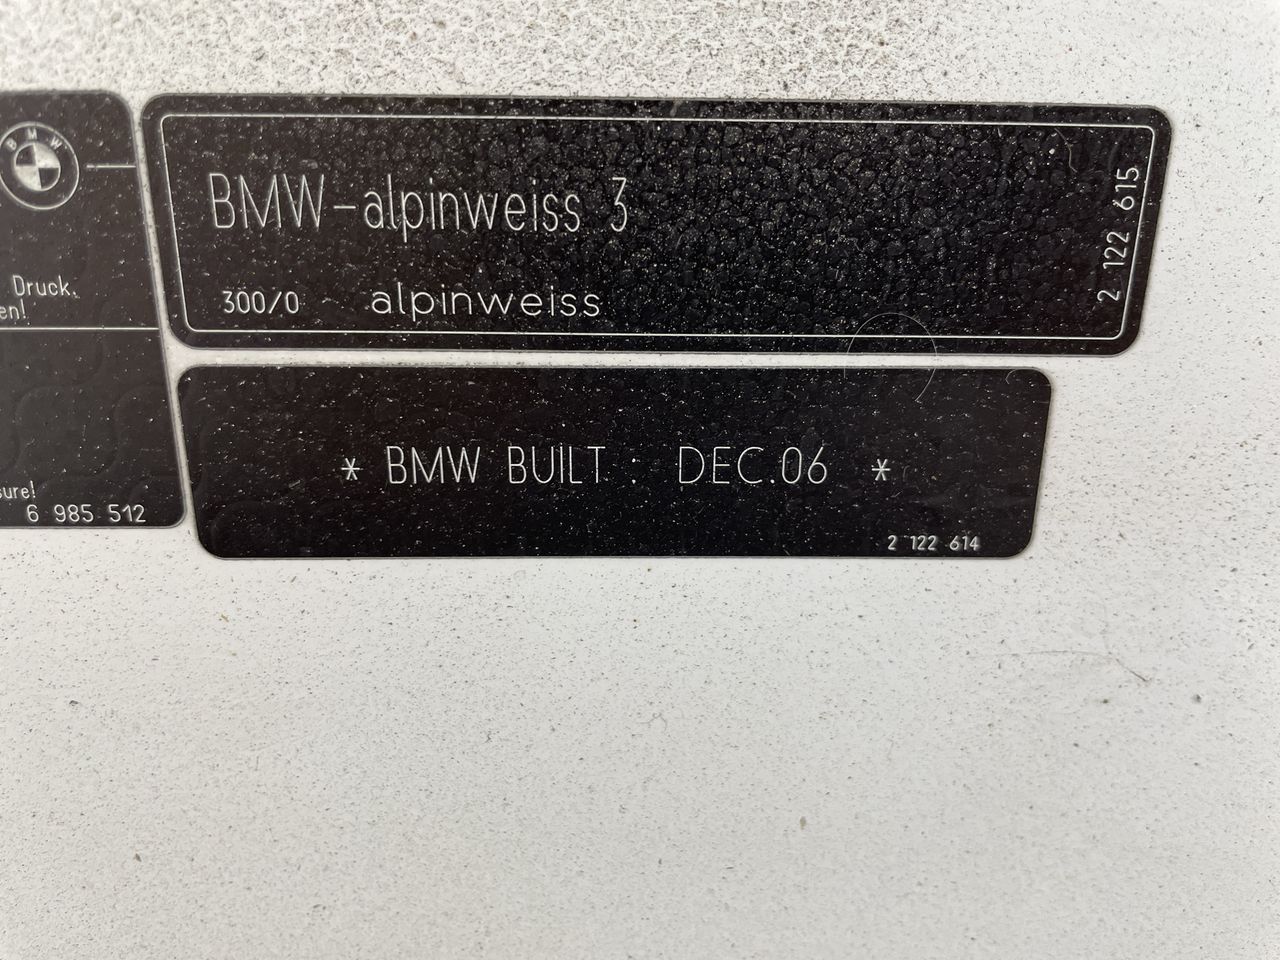 BMW
Druck.
en!
sure!
6 985 512
BMW-alpinweiss 3
300/0 alpinweiss
2 122 615
* BMW BUILT : DEC.06 *
2 122 614